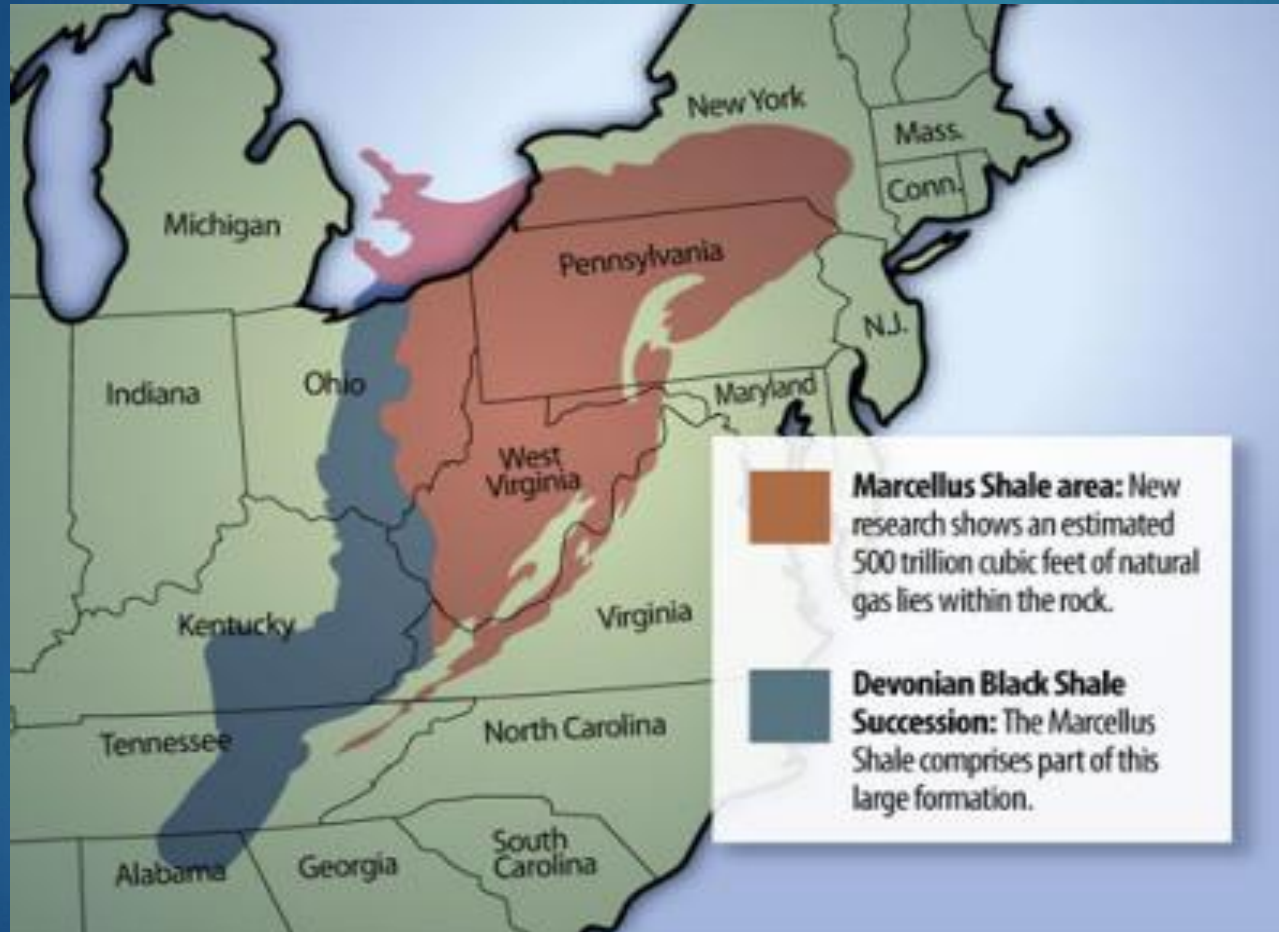 New York
Mass.
Conn.
Michigan
Pennsylvania
N.J.
Indiana
Ohio
Maryland
West
Virginia
Kentucky
Virginia
Tennessee
North Carolina
Alabama
Georgia
South
Carolina
Marcellus Shale area: New
research shows an estimated
500 trillion cubic feet of natural
gas lies within the rock.
Devonian Black Shale
Succession: The Marcellus
Shale comprises part of this
large formation.